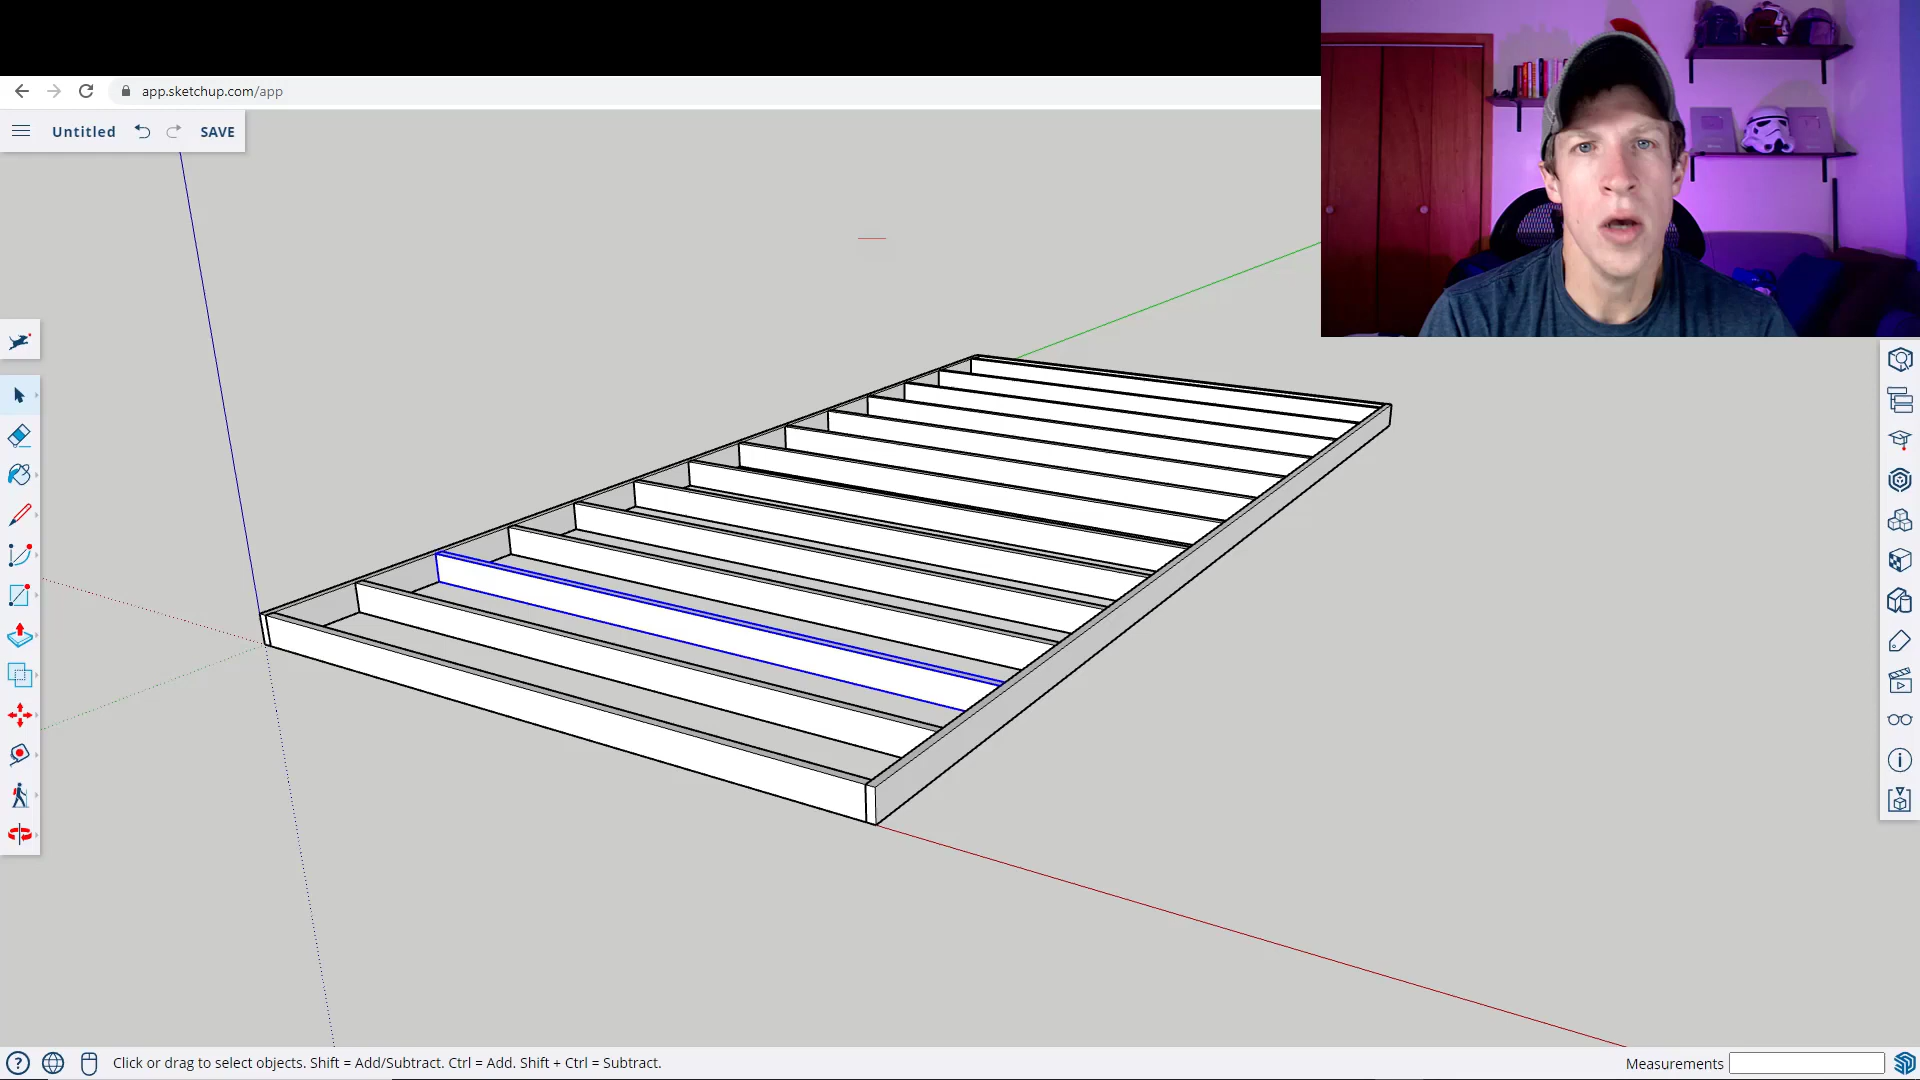 app.sketchup.com/app
Untitled
SAVE
Click or drag to select objects. Shift = Add/Subtract. Ctrl = Add. Shift + Ctrl = Subtract.
Measurements